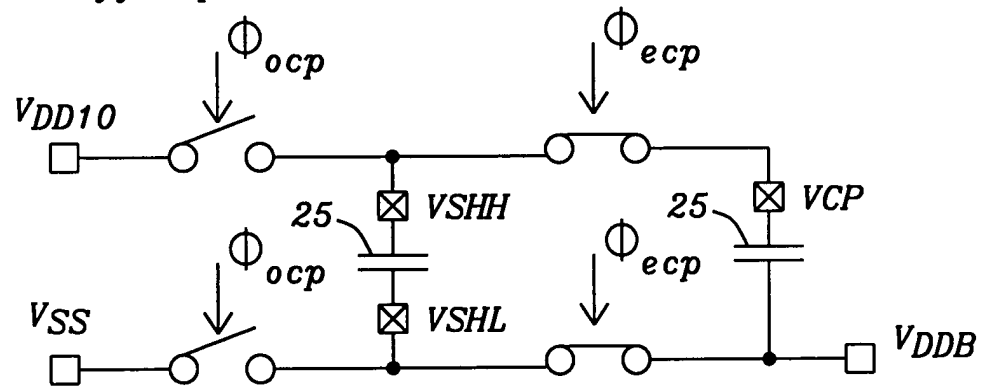 Φocp
Φecp
VDD10
25
VSHH
25
VCP
Φocp
Φecp
VSS
VSHL
VDDB